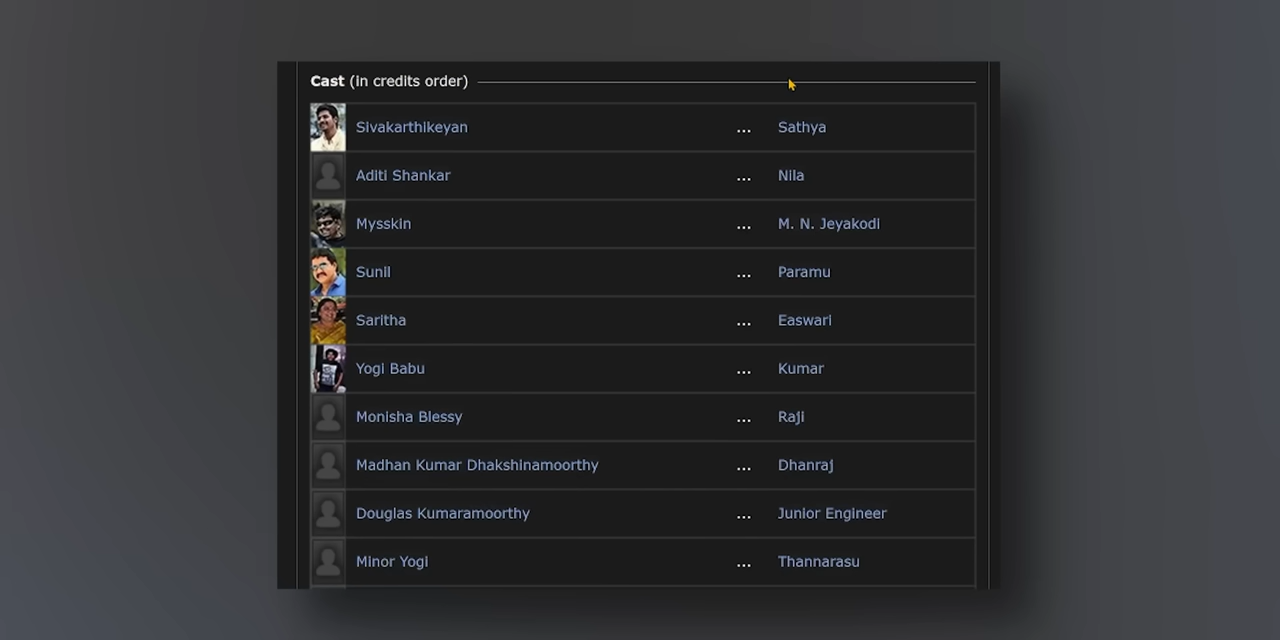 Cast (in credits order)
Sivakarthikeyan ... Sathya
Aditi Shankar ... Nila
Mysskin ... M. N. Jeyakodi
Sunil ... Paramu
Saritha ... Easwari
Yogi Babu ... Kumar
Monisha Blessy ... Raji
Madhan Kumar Dhakshinamoorthy ... Dhanraj
Douglas Kumaramoorthy ... Junior Engineer
Minor Yogi ... Thannarasu